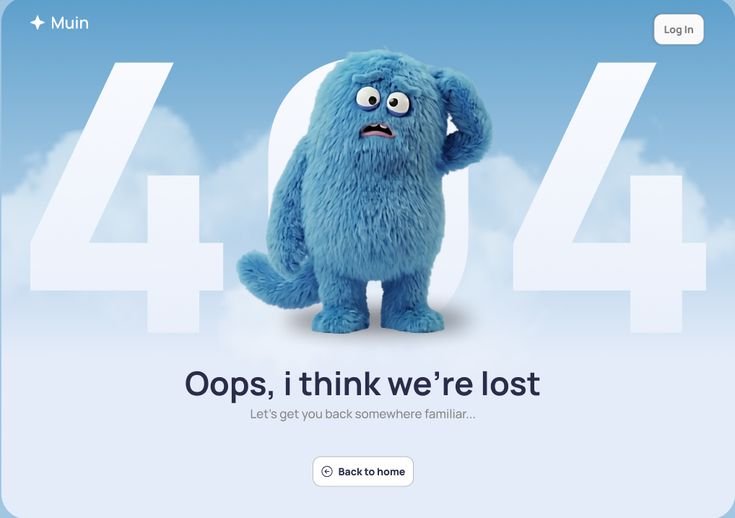 Muin
Log In
404
Oops, i think we're lost
Let's get you back somewhere familiar...
Back to home